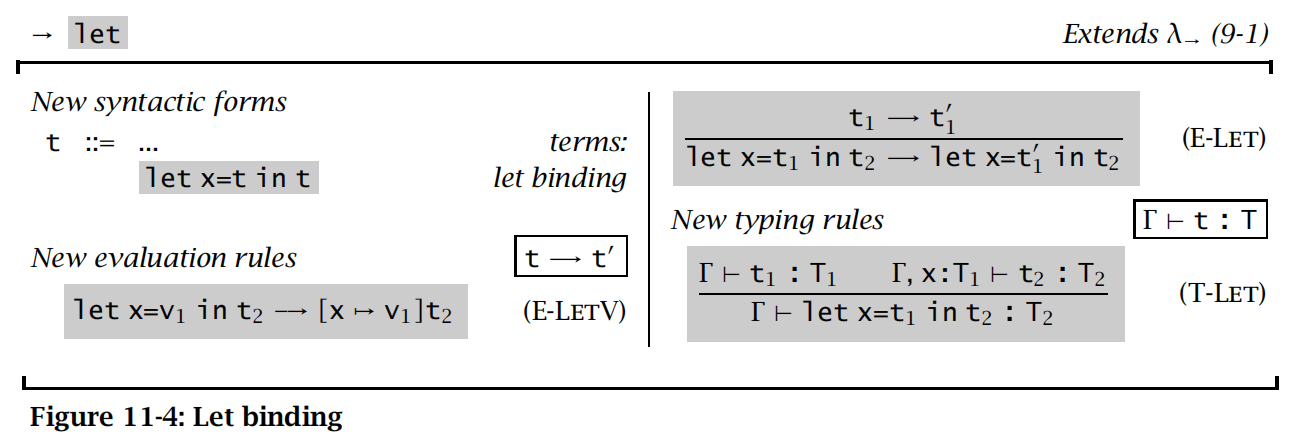 → let
Extends λ→ (9-1)
New syntactic forms
t ::= ... terms:
let x=t in t let binding
New evaluation rules t ⟶ t′
let x=v₁ in t₂ ⟶ [x ↦ v₁]t₂ (E-LETV)
t₁ ⟶ t₁′
let x=t₁ in t₂ ⟶ let x=t₁′ in t₂
(E-LET)
New typing rules Γ ⊢ t : T
Γ ⊢ t₁ : T₁ Γ, x:T₁ ⊢ t₂ : T₂
Γ ⊢ let x=t₁ in t₂ : T₂
(T-LET)
Figure 11-4: Let binding